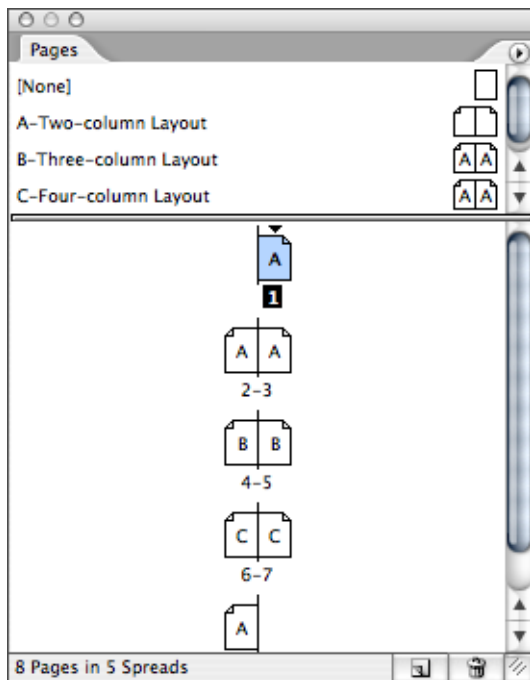 Pages
[None]
A-Two-column Layout
B-Three-column Layout
A A
C-Four-column Layout
A A
A
1
A A
2-3
B B
4-5
C C
6-7
A
8 Pages in 5 Spreads